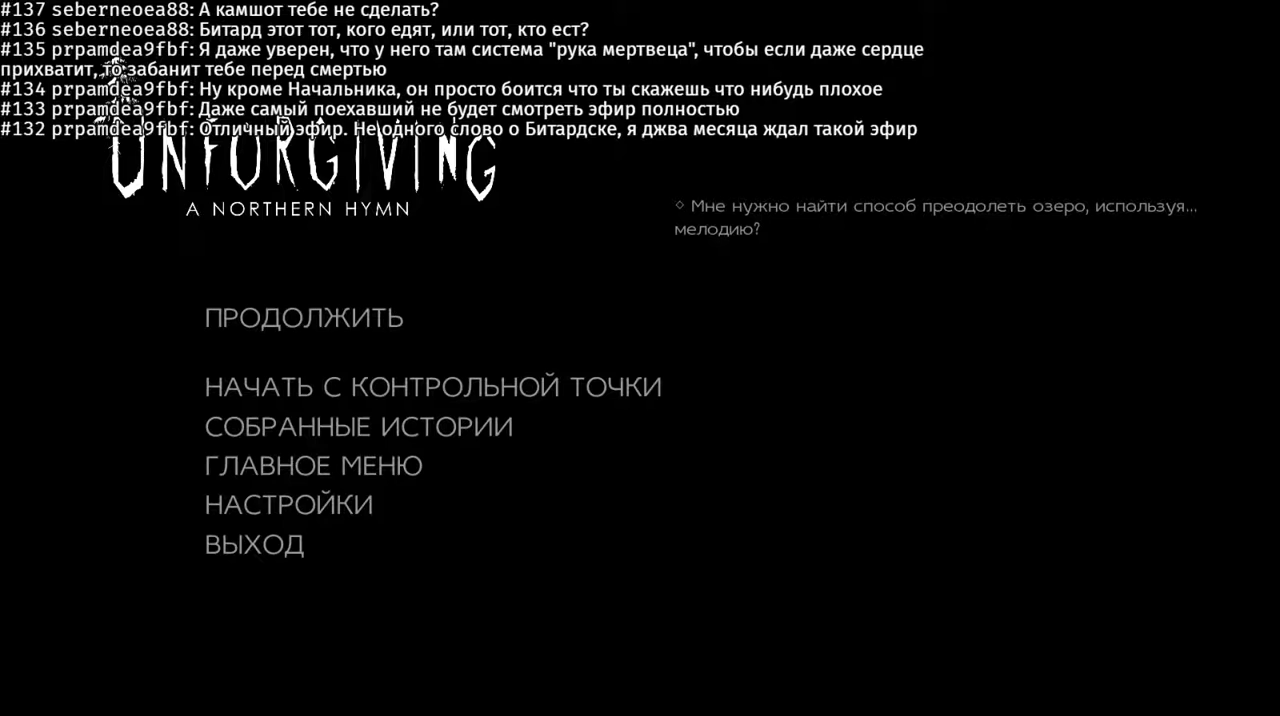 #137 seberneoea88: А камшот тебе не сделать?
#136 seberneoea88: Битард этот тот, кого едят, или тот, кто ест?
#135 prpamdea9fbf: Я даже уверен, что у него там система "рука мертвеца", чтобы если даже сердце
прихватит, то забанит тебе перед смертью
#134 prpamdea9fbf: Ну кроме Начальника, он просто боится что ты скажешь что нибудь плохое
#133 prpamdea9fbf: Даже самый поехавший не будет смотреть эфир полностью
#132 prpamdea9fbf: Отличный эфир. Не одного слово о Битардске, я джва месяца ждал такой эфир
UNFORGIVING
A NORTHERN HYMN
◇ Мне нужно найти способ преодолеть озеро, используя...
мелодию?
ПРОДОЛЖИТЬ
НАЧАТЬ С КОНТРОЛЬНОЙ ТОЧКИ
СОБРАННЫЕ ИСТОРИИ
ГЛАВНОЕ МЕНЮ
НАСТРОЙКИ
ВЫХОД